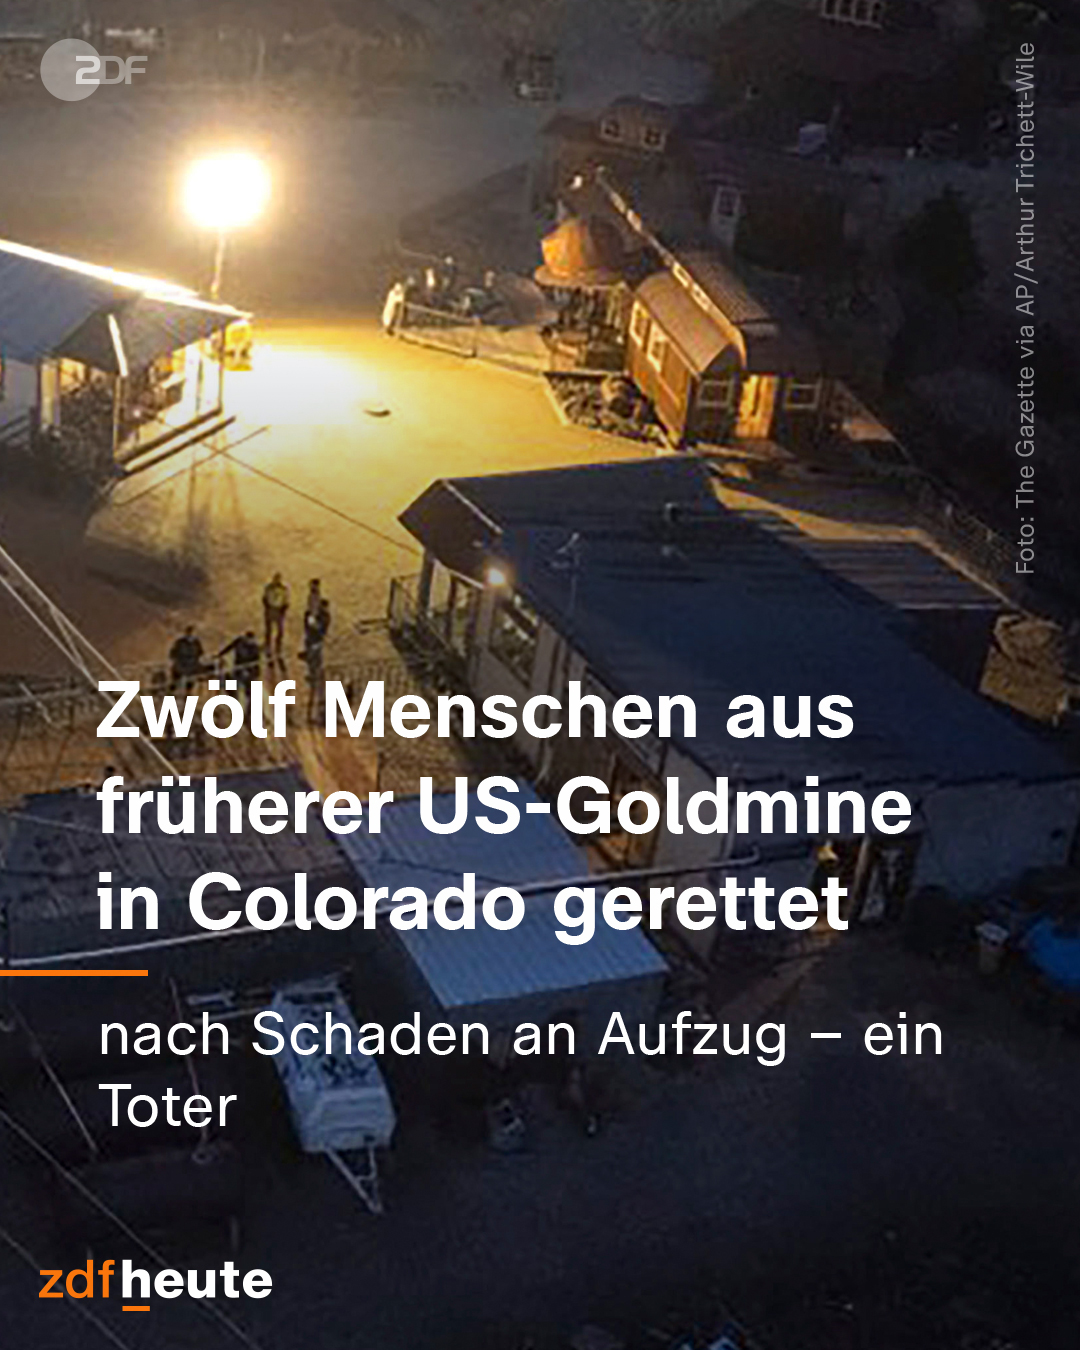 ZDF
Foto: The Gazette via AP/Arthur Trichett-Wile
Zwölf Menschen aus
früherer US-Goldmine
in Colorado gerettet
nach Schaden an Aufzug – ein
Toter
zdfheute